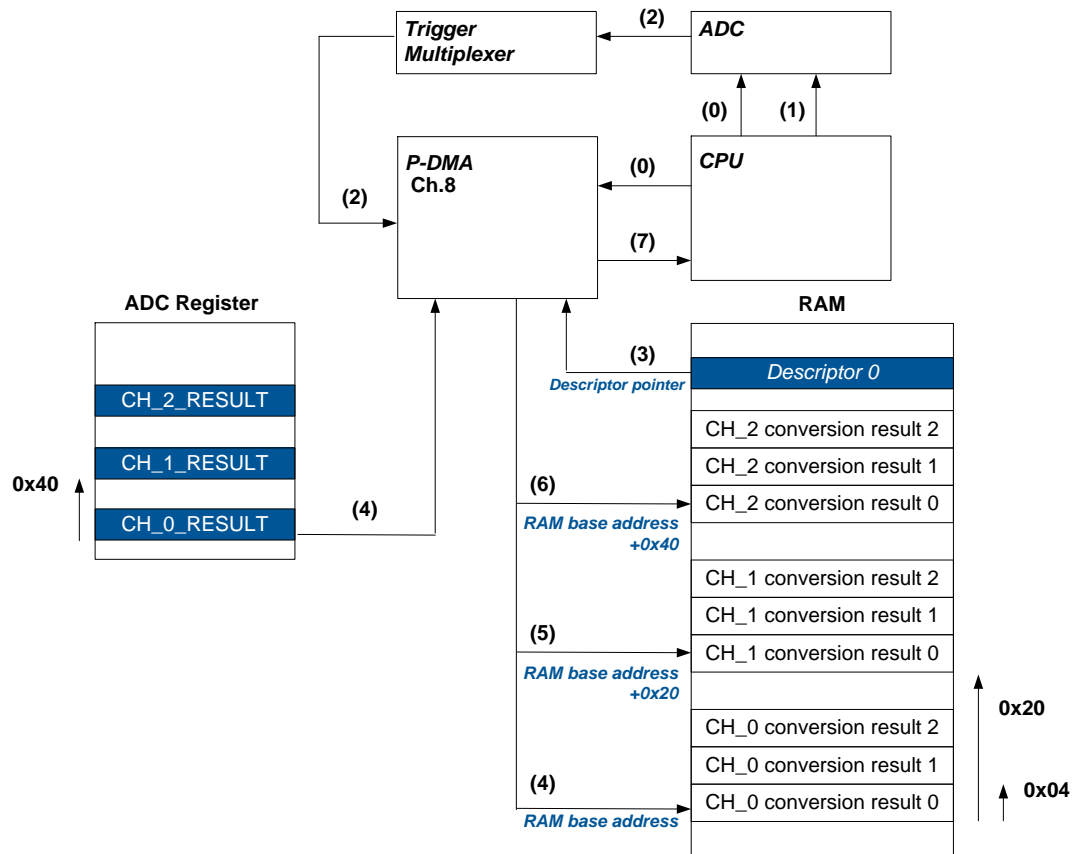 Trigger
Multiplexer
(2)
ADC
(0)
(1)
P-DMA
Ch.8
(2)
(0)
CPU
(7)
ADC Register
RAM
(3)
Descriptor pointer
Descriptor 0
CH_2_RESULT
CH_1_RESULT
CH_0_RESULT
0x40
(4)
CH_2 conversion result 2
CH_2 conversion result 1
CH_2 conversion result 0
(6)
RAM base address
+0x40
CH_1 conversion result 2
CH_1 conversion result 1
CH_1 conversion result 0
(5)
RAM base address
+0x20
0x20
CH_0 conversion result 2
CH_0 conversion result 1
CH_0 conversion result 0
(4)
RAM base address
0x04